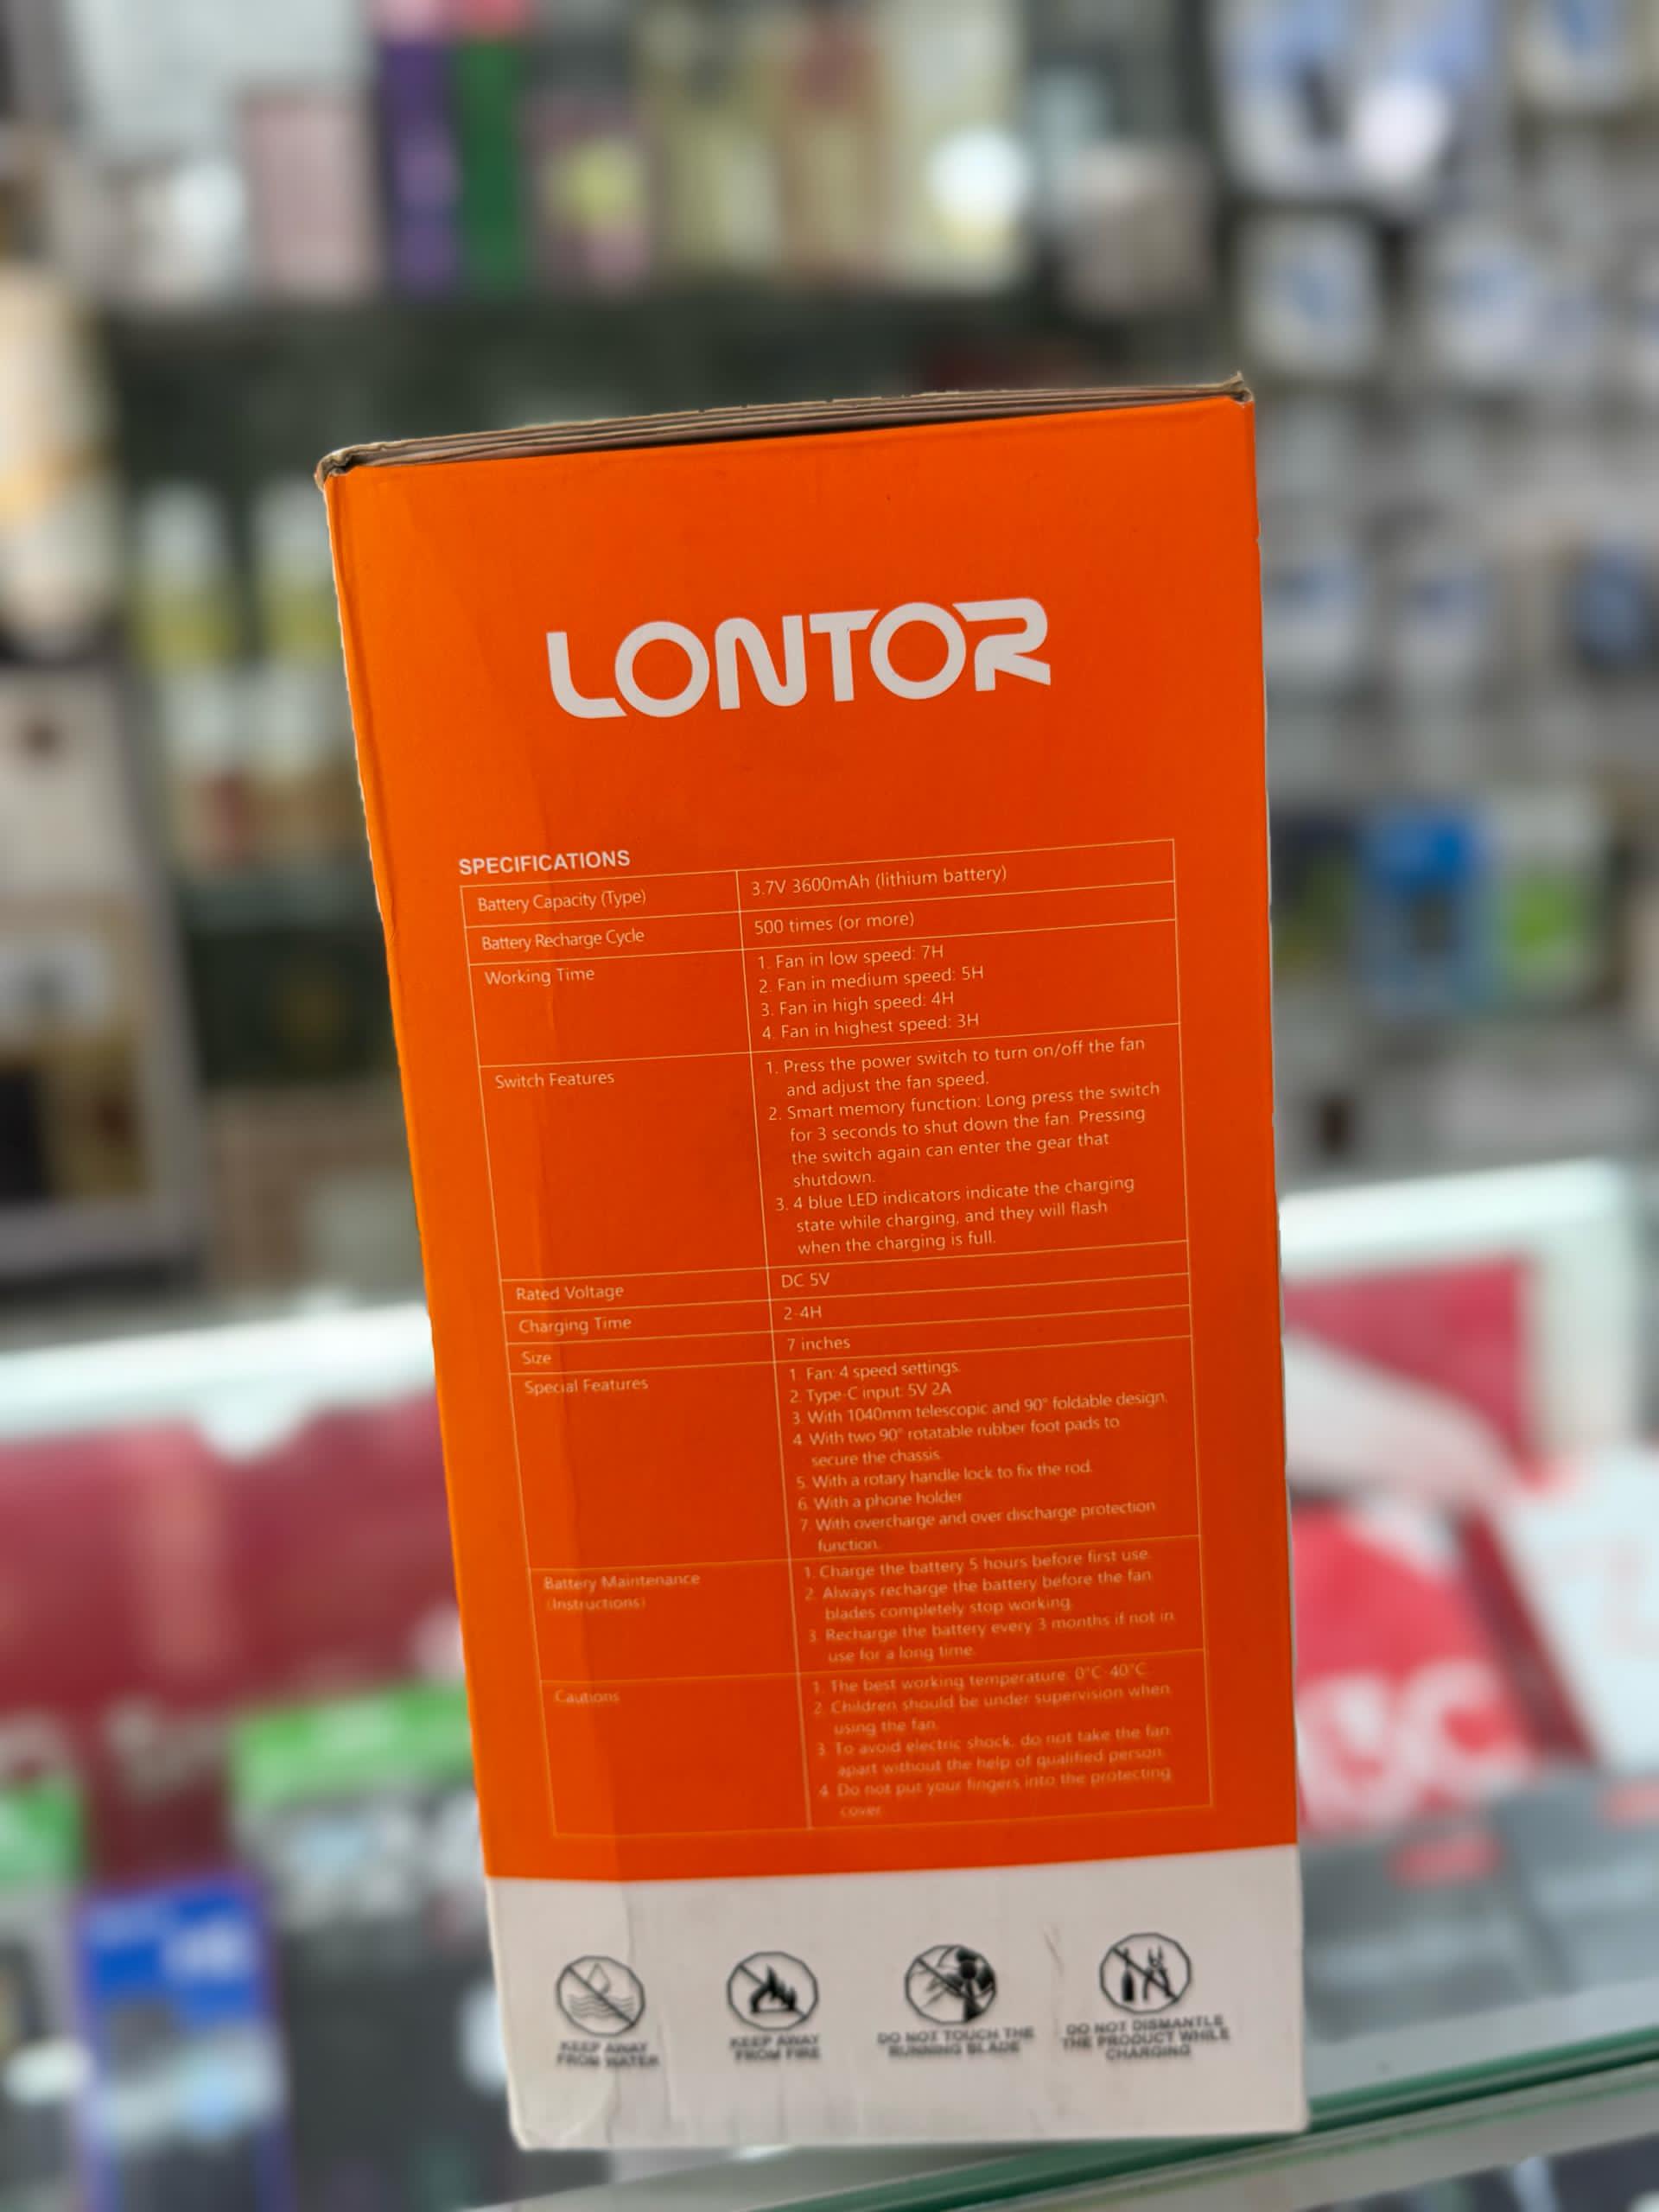 LONTOR
SPECIFICATIONS
Battery Capacity (Type)
3.7V 3600mAh (lithium battery)
Battery Recharge Cycle
500 times (or more)
Working Time
1. Fan in low speed: 7H
2. Fan in medium speed: 5H
3. Fan in high speed: 4H
4. Fan in highest speed: 3H
Switch Features
1. Press the power switch to turn on/off the fan
and adjust the fan speed.
2. Smart memory function: Long press the switch
for 3 seconds to shut down the fan. Pressing
the switch again can enter the gear that
shutdown.
3. 4 blue LED indicators indicate the charging
state while charging, and they will flash
when the charging is full.
Rated Voltage
DC 5V
Charging Time
2-4H
Size
7 inches
Special Features
1. Fan: 4 speed settings.
2. Type-C input: 5V 2A
3. With 1040mm telescopic and 90° foldable design.
4. With two 90° rotatable rubber foot pads to
secure the chassis.
5. With a rotary handle lock to fix the rod.
6. With a phone holder
7. With overcharge and over discharge protection
function.
Battery Maintenance
(Instructions)
1. Charge the battery 5 hours before first use.
2. Always recharge the battery before the fan
blades completely stop working.
3. Recharge the battery every 3 months if not in
use for a long time.
Cautions
1. The best working temperature: 0°C-40°C
2. Children should be under supervision when
using the fan.
3. To avoid electric shock, do not take the fan
apart without the help of qualified person.
4. Do not put your fingers into the protecting
cover.
KEEP AWAY
FROM WATER
KEEP AWAY
FROM FIRE
DO NOT TOUCH THE
RUNNING BLADE
DO NOT DISMANTLE
THE PRODUCT WHILE
CHARGING